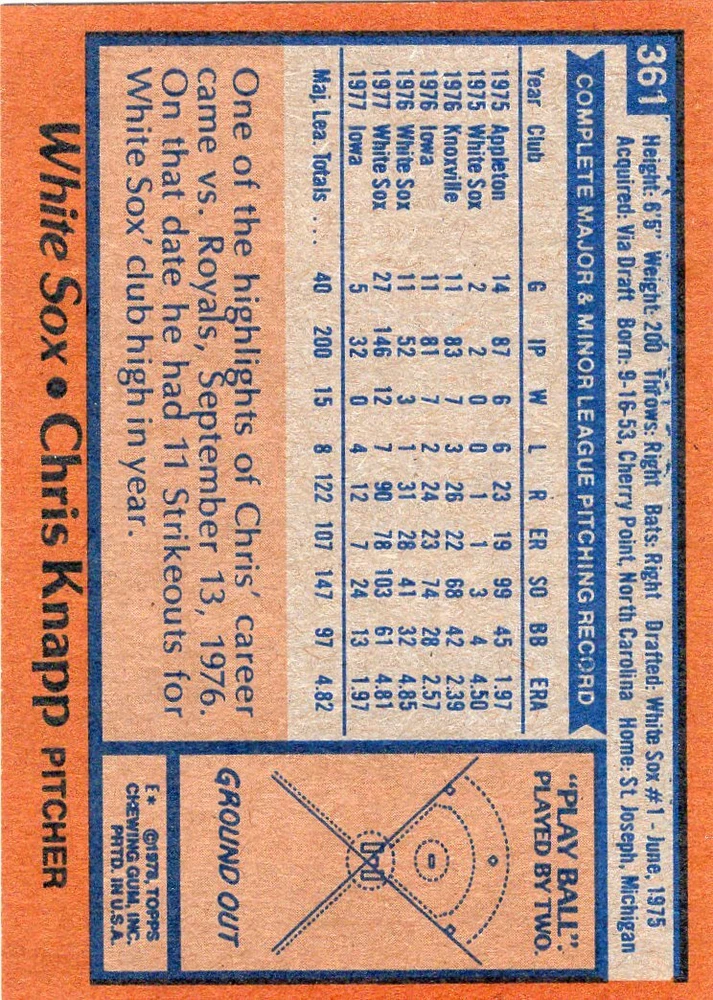 361
Height: 6'5" Weight: 200 Throws: Right Bats: Right Drafted: White Sox #1 - June, 1975
Acquired: Via Draft Born: 9-16-53, Cherry Point, North Carolina Home: St. Joseph, Michigan
COMPLETE MAJOR & MINOR LEAGUE PITCHING RECORD
Year Club G IP W L R ER SO BB ERA
1975 Appleton 14 87 6 6 23 19 99 45 1.97
1975 White Sox 2 2 0 0 1 1 3 4 4.50
1976 Knoxville 11 83 7 3 26 22 68 42 2.39
1976 Iowa 11 81 7 2 24 23 74 28 2.57
1976 White Sox 11 52 3 1 31 28 41 32 4.85
1977 White Sox 27 146 12 7 90 78 103 61 4.81
1977 Iowa 5 32 0 4 12 7 24 13 1.97
Maj. Lea. Totals ... 40 200 15 8 122 107 147 97 4.82
One of the highlights of Chris' career
came vs. Royals, September 13, 1976.
On that date he had 11 Strikeouts for
White Sox' club high in year.
"PLAY BALL":
PLAYED BY TWO.
GROUND OUT
E* ©1978, TOPPS
CHEWING GUM, INC.
PRTD. IN U.S.A.
White Sox • Chris Knapp PITCHER